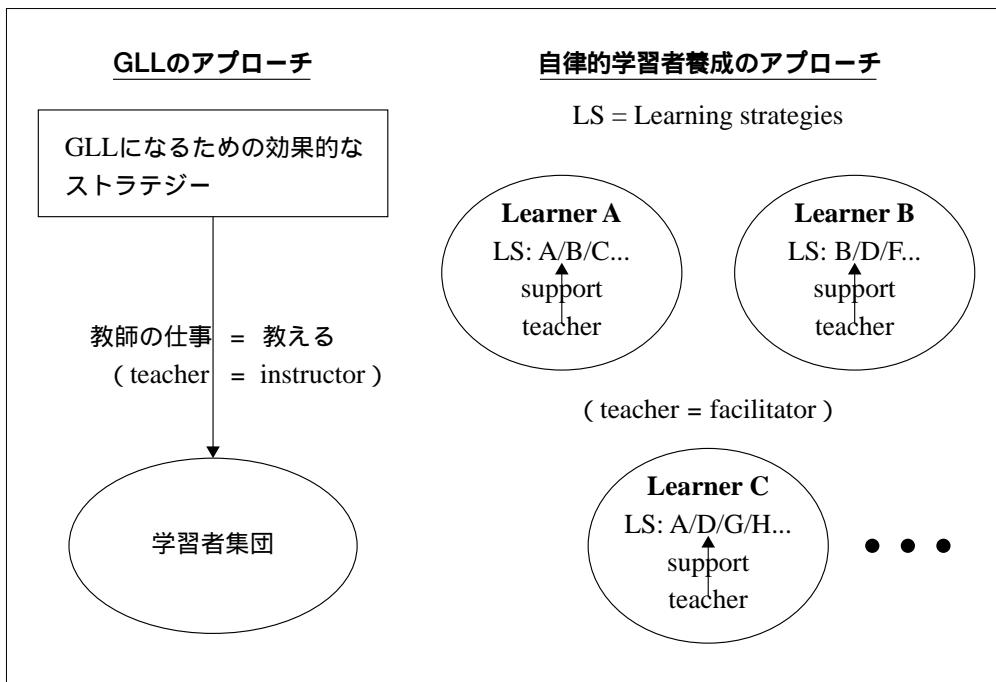 GLLのアプローチ
GLLになるための効果的な
ストラテジー
教師の仕事 = 教える
( teacher = instructor )
学習者集団
自律的学習者養成のアプローチ
LS = Learning strategies
Learner A
LS: A/B/C...
support
teacher
Learner B
LS: B/D/F...
support
teacher
( teacher = facilitator )
Learner C
LS: A/D/G/H...
support
teacher